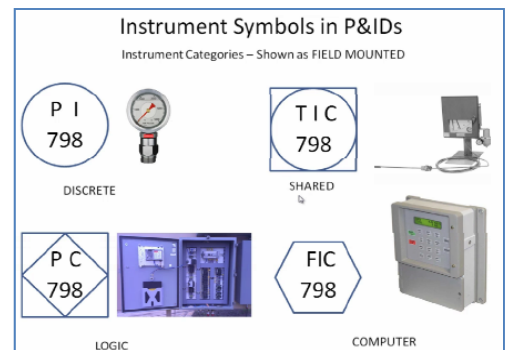 Instrument Symbols in P&IDs
Instrument Categories – Shown as FIELD MOUNTED
P I
798
DISCRETE
T I C
798
SHARED
P C
798
LOGIC
FIC
798
COMPUTER